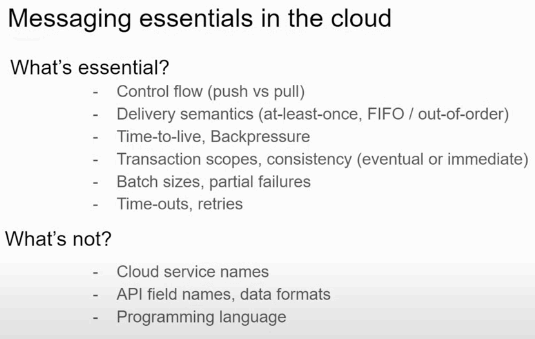 Messaging essentials in the cloud
What's essential?
- Control flow (push vs pull)
- Delivery semantics (at-least-once, FIFO / out-of-order)
- Time-to-live, Backpressure
- Transaction scopes, consistency (eventual or immediate)
- Batch sizes, partial failures
- Time-outs, retries
What's not?
- Cloud service names
- API field names, data formats
- Programming language